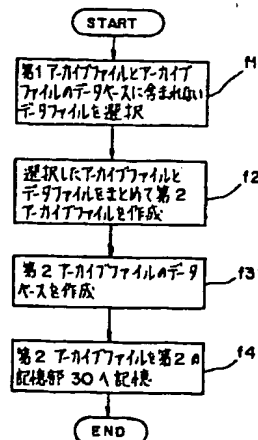 START
第1アーカイブファイルとアーカイブ
ファイルのデータベースに含まれない
データファイルを選択
f1
選択したアーカイブファイルと
データファイルをまとめて第2
アーカイブファイルを作成
f2
第2アーカイブファイルのデータ
ベースを作成
f3
第2アーカイブファイルを第2の
記憶部30へ記憶
f4
END